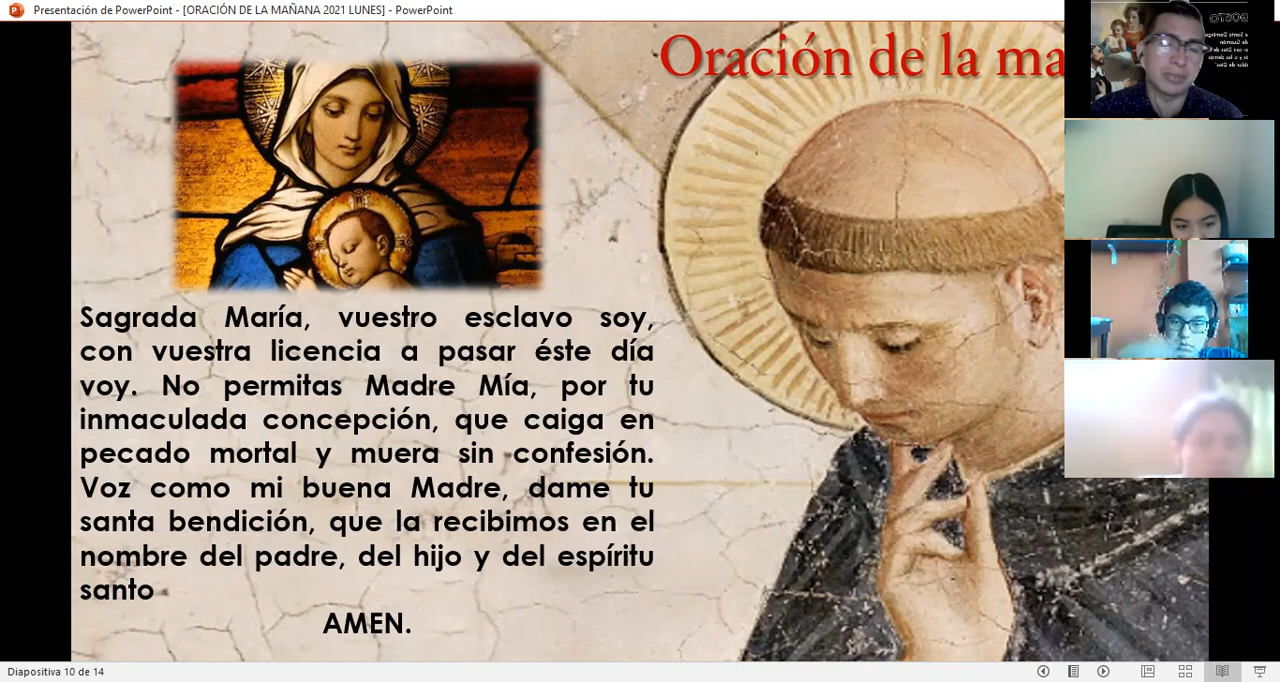 Presentación de PowerPoint - [ORACIÓN DE LA MAÑANA 2021 LUNES] - PowerPoint
Oración de la ma
Sagrada María, vuestro esclavo soy,
con vuestra licencia a pasar éste día
voy. No permitas Madre Mía, por tu
inmaculada concepción, que caiga en
pecado mortal y muera sin confesión.
Voz como mi buena Madre, dame tu
santa bendición, que la recibimos en el
nombre del padre, del hijo y del espíritu
santo
AMEN.
Diapositiva 10 de 14